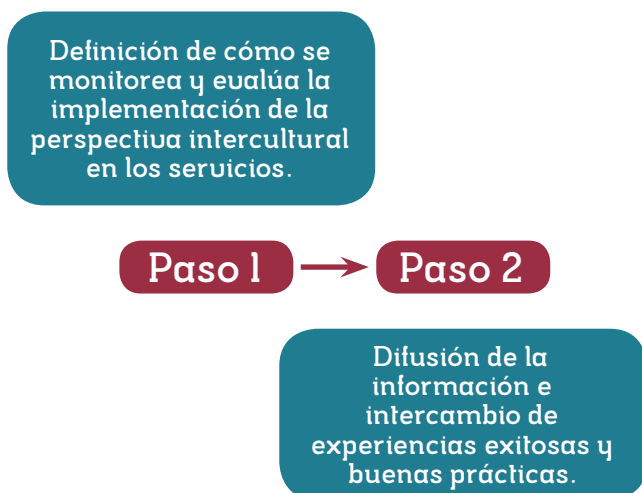 Definición de cómo se
monitorea y evalúa la
implementación de la
perspectiva intercultural
en los servicios.
Paso 1
Paso 2
Difusión de la
información e
intercambio de
experiencias exitosas y
buenas prácticas.